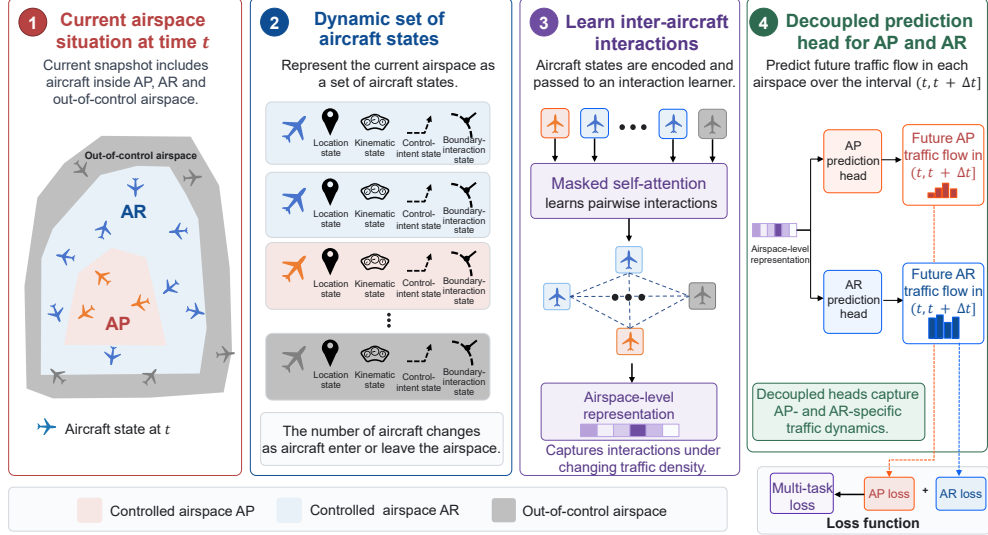 1
Current airspace
situation at time t
Current snapshot includes
aircraft inside AP, AR and
out-of-control airspace.
Out-of-control airspace
AR
AP
Aircraft state at t
2
Dynamic set of
aircraft states
Represent the current airspace as
a set of aircraft states.
Location state
Kinematic state
Control-intent state
Boundary-interaction state
Location state
Kinematic state
Control-intent state
Boundary-interaction state
Location state
Kinematic state
Control-intent state
Boundary-interaction state
Location state
Kinematic state
Control-intent state
Boundary-interaction state
The number of aircraft changes
as aircraft enter or leave the airspace.
3
Learn inter-aircraft
interactions
Aircraft states are encoded and
passed to an interaction learner.
Masked self-attention
learns pairwise interactions
Airspace-level
representation
Captures interactions under
changing traffic density.
4
Decoupled prediction
head for AP and AR
Predict future traffic flow in each
airspace over the interval (t, t + Δt]
AP
prediction
head
Future AP
traffic flow in
(t, t + Δt]
Airspace-level
representation
AR
prediction
head
Future AR
traffic flow in
(t, t + Δt]
Decoupled heads capture
AP- and AR-specific
traffic dynamics.
Multi-task
loss
AP loss
+
AR loss
Loss function
Controlled airspace AP
Controlled airspace AR
Out-of-control airspace